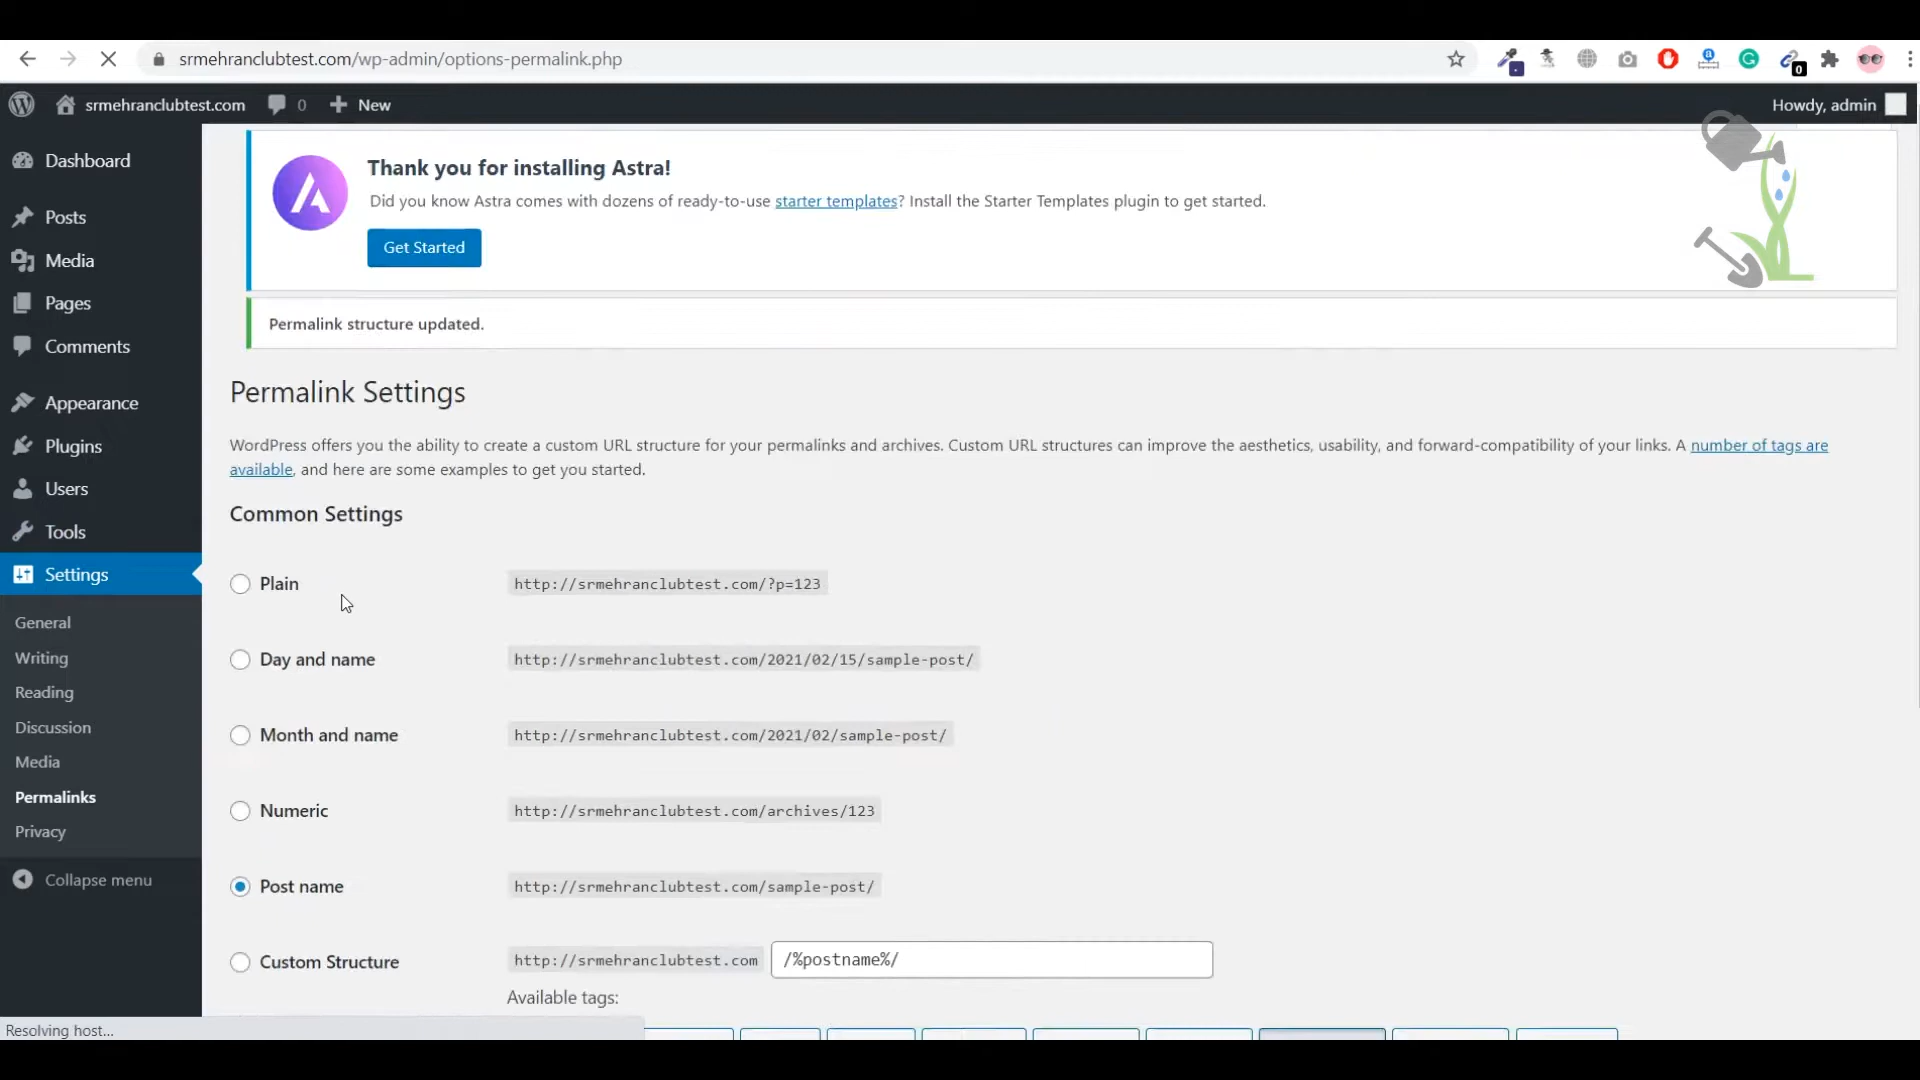 srmehranclubtest.com/wp-admin/options-permalink.php
0
srmehranclubtest.com
0
New
Howdy, admin
Dashboard
Posts
Media
Pages
Comments
Appearance
Plugins
Users
Tools
Settings
General
Writing
Reading
Discussion
Media
Permalinks
Privacy
Collapse menu
Thank you for installing Astra!
Did you know Astra comes with dozens of ready-to-use starter templates? Install the Starter Templates plugin to get started.
Get Started
Permalink structure updated.
Permalink Settings
WordPress offers you the ability to create a custom URL structure for your permalinks and archives. Custom URL structures can improve the aesthetics, usability, and forward-compatibility of your links. A number of tags are
available, and here are some examples to get you started.
Common Settings
Plain
http://srmehranclubtest.com/?p=123
Day and name
http://srmehranclubtest.com/2021/02/15/sample-post/
Month and name
http://srmehranclubtest.com/2021/02/sample-post/
Numeric
http://srmehranclubtest.com/archives/123
Post name
http://srmehranclubtest.com/sample-post/
Custom Structure
http://srmehranclubtest.com
/%postname%/
Available tags:
Resolving host...